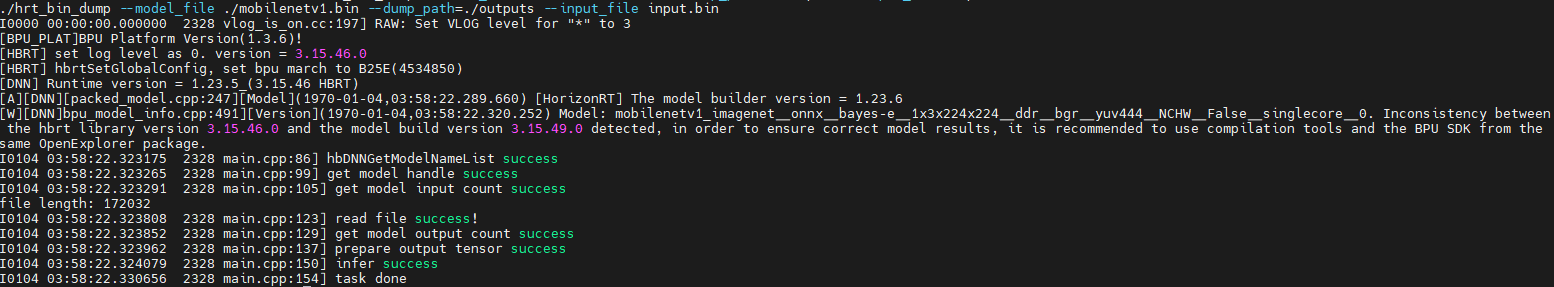 ./hrt_bin_dump --model_file ./mobilenetv1.bin --dump_path=./outputs --input_file input.bin
I0000 00:00:00.000000  2328 vlog_is_on.cc:197] RAW: Set VLOG level for "*" to 3
[BPU_PLAT]BPU Platform Version(1.3.6)!
[HBRT] set log level as 0. version = 3.15.46.0
[HBRT] hbrtSetGlobalConfig, set bpu march to B25E(4534850)
[DNN] Runtime version = 1.23.5_(3.15.46 HBRT)
[A][DNN][packed_model.cpp:247][Model](1970-01-04,03:58:22.289.660) [HorizonRT] The model builder version = 1.23.6
[W][DNN]bpu_model_info.cpp:491][Version](1970-01-04,03:58:22.320.252) Model: mobilenetv1_imagenet__onnx__bayes-e__1x3x224x224__ddr__bgr__yuv444__NCHW__False__singlecore__0. Inconsistency between
 the hbrt library version 3.15.46.0 and the model build version 3.15.49.0 detected, in order to ensure correct model results, it is recommended to use compilation tools and the BPU SDK from the
same OpenExplorer package.
I0104 03:58:22.323175  2328 main.cpp:86] hbDNNGetModelNameList success
I0104 03:58:22.323265  2328 main.cpp:99] get model handle success
I0104 03:58:22.323291  2328 main.cpp:105] get model input count success
file length: 172032
I0104 03:58:22.323808  2328 main.cpp:123] read file success!
I0104 03:58:22.323852  2328 main.cpp:129] get model output count success
I0104 03:58:22.323962  2328 main.cpp:137] prepare output tensor success
I0104 03:58:22.324079  2328 main.cpp:150] infer success
I0104 03:58:22.330656  2328 main.cpp:154] task done